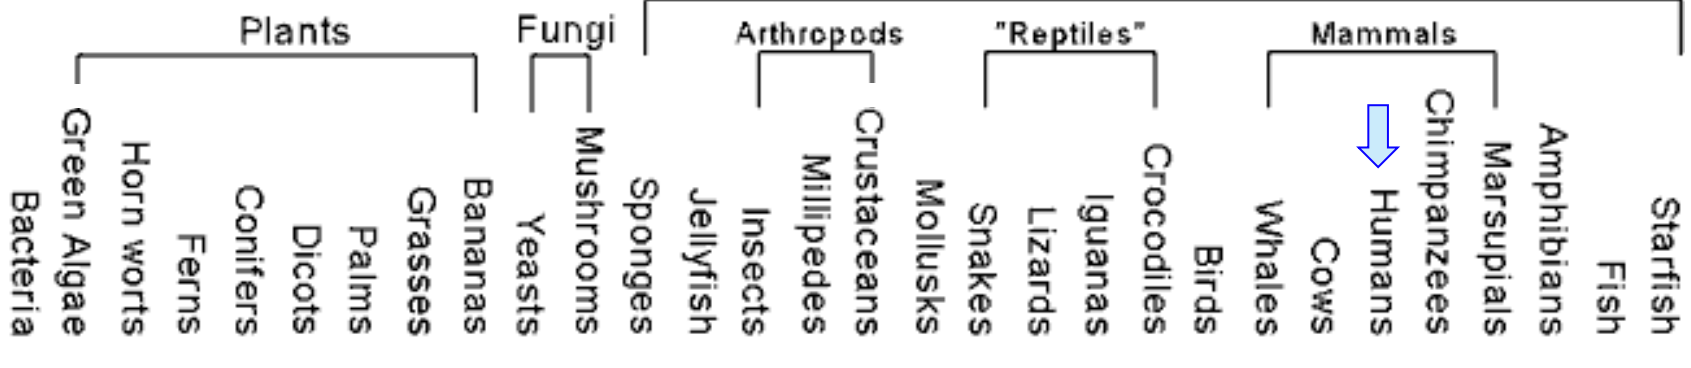 Plants
Fungi
Arthropods
"Reptiles"
Mammals
Bacteria
Green Algae
Horn worts
Ferns
Conifers
Dicots
Palms
Grasses
Bananas
Yeasts
Mushrooms
Sponges
Jellyfish
Insects
Millipedes
Crustaceans
Mollusks
Snakes
Lizards
Iguanas
Crocodiles
Birds
Whales
Cows
Humans
Chimpanzees
Marsupials
Amphibians
Fish
Starfish